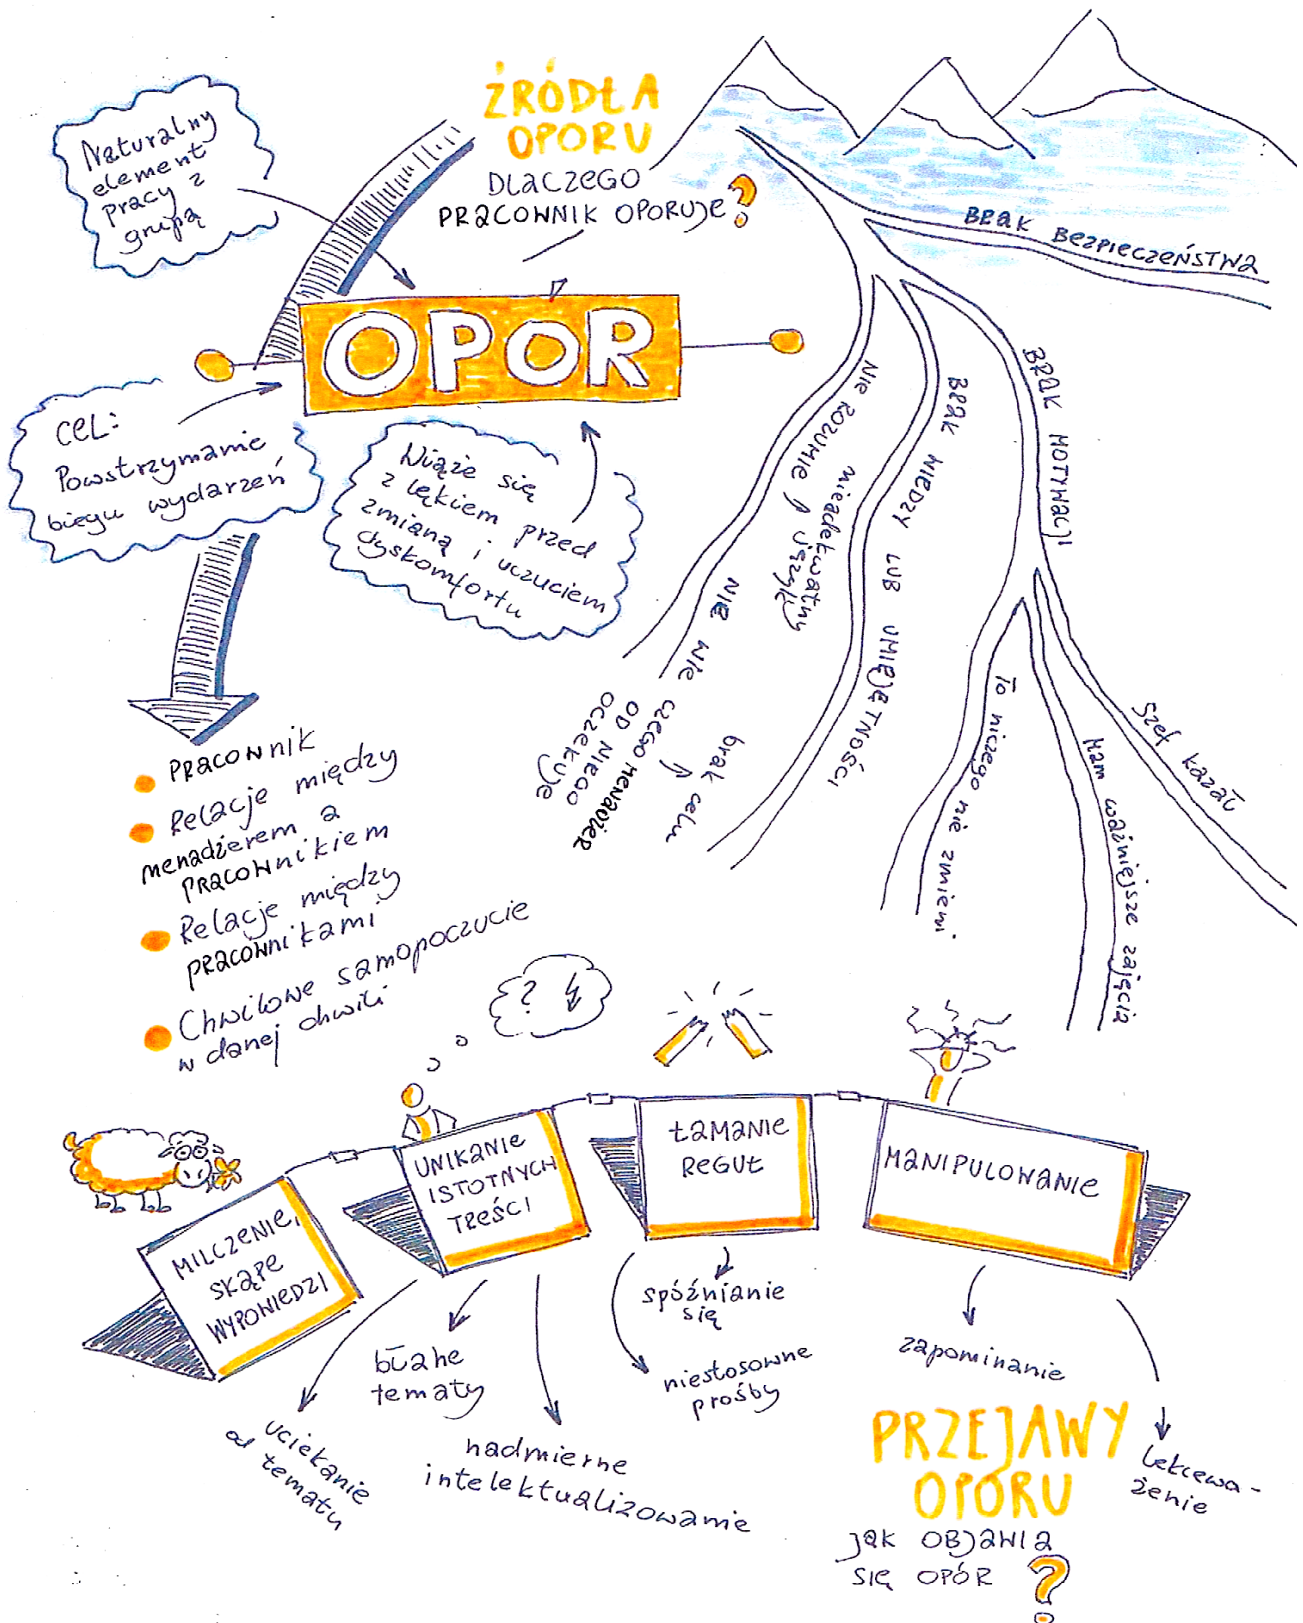 ŹRÓDŁA
OPORU
DLACZEGO
PRACOWNIK OPORUJE?
Naturalny
element
pracy z
grupą
OPÓR
CEL:
Powstrzymanie
biegu wydarzeń
Wiąże się
z lękiem przed
zmianą i uczuciem
dyskomfortu
BRAK BEZPIECZEŃSTWA
BRAK MOTYWACJI
BRAK WIEDZY LUB UMIEJĘTNOŚCI
NIE ROZUMIE
nieadekwatny
język
NIE WIE CZEGO MENADŻER
OD NIEGO
OCZEKUJE
brak celu
To niczego nie zmieni
Mam ważniejsze zajęcia
Szef kazał
PRACOWNIK
Relacje między
menadżerem a
PRACOWnikiem
Relacje między
PRACOWnikami
Chwilowe samopoczucie
w danej chwili
? 
MILCZENIE,
SKĄPE
WYPOWIEDZI
UNIKANIE
ISTOTNYCH
TREŚCI
ŁAMANIE
REGUŁ
MANIPULOWANIE
uciekanie
od tematu
błahe
tematy
nadmierne
intelektualizowanie
spóźnianie
się
niestosowne
prośby
zapominanie
lekcewa-
żenie
PRZEJAWY
OPORU
JAK OBJAWIA
SIĘ OPÓR ?